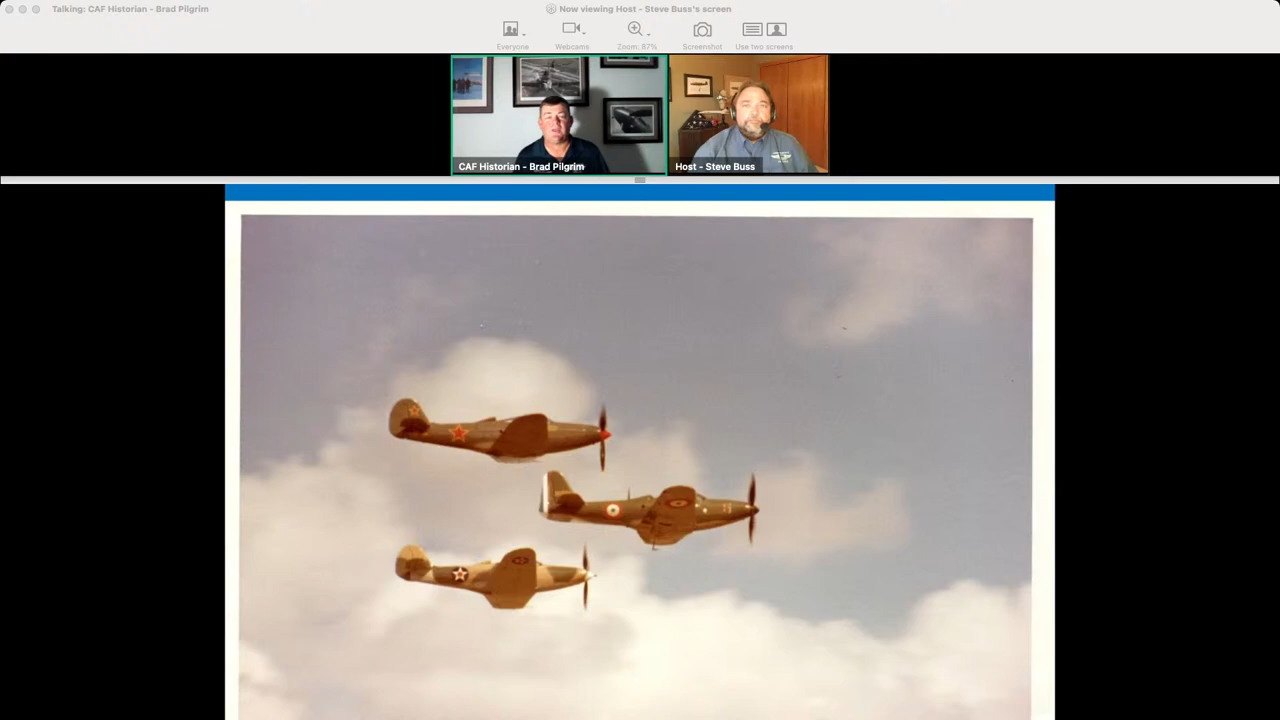 Talking: CAF Historian - Brad Pilgrim
Now viewing Host - Steve Buss's screen
Everyone
Webcams
Zoom: 87%
Screenshot
Use two screens
CAF Historian - Brad Pilgrim
Host - Steve Buss